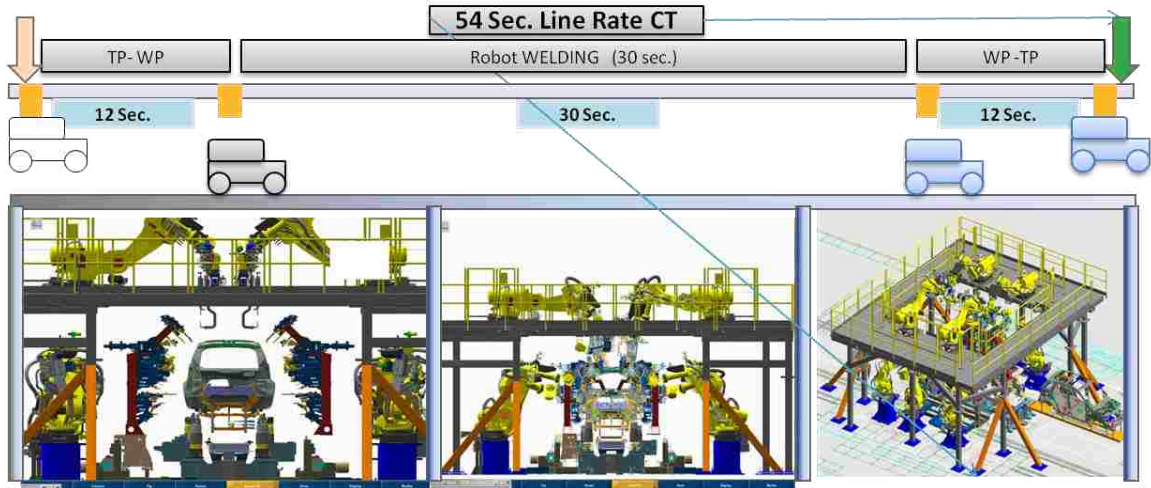 54 Sec. Line Rate CT
TP- WP
Robot WELDING (30 sec.)
WP -TP
12 Sec.
30 Sec.
12 Sec.